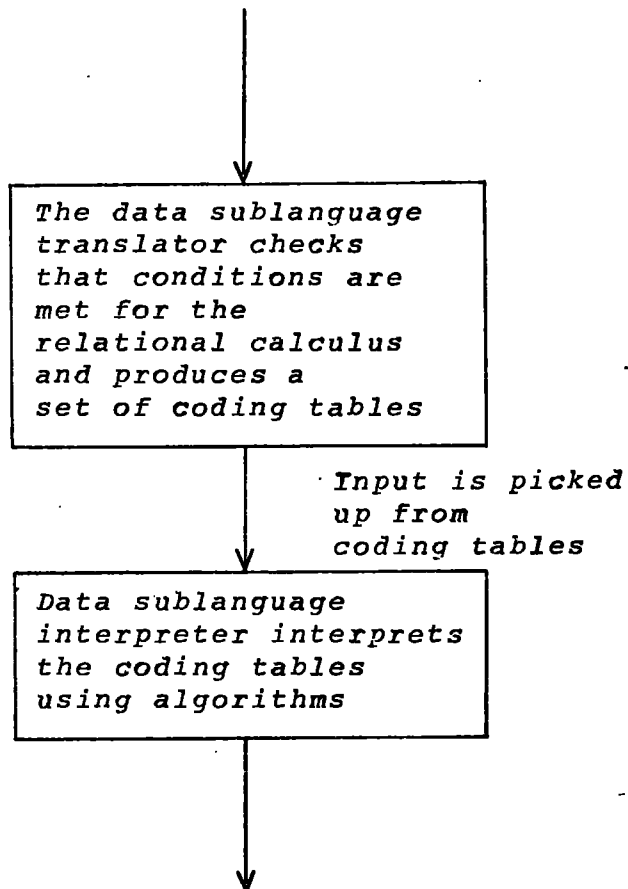 The data sublanguage
translator checks
that conditions are
met for the
relational calculus
and produces a
set of coding tables
Input is picked
up from
coding tables
Data sublanguage
interpreter interprets
the coding tables
using algorithms